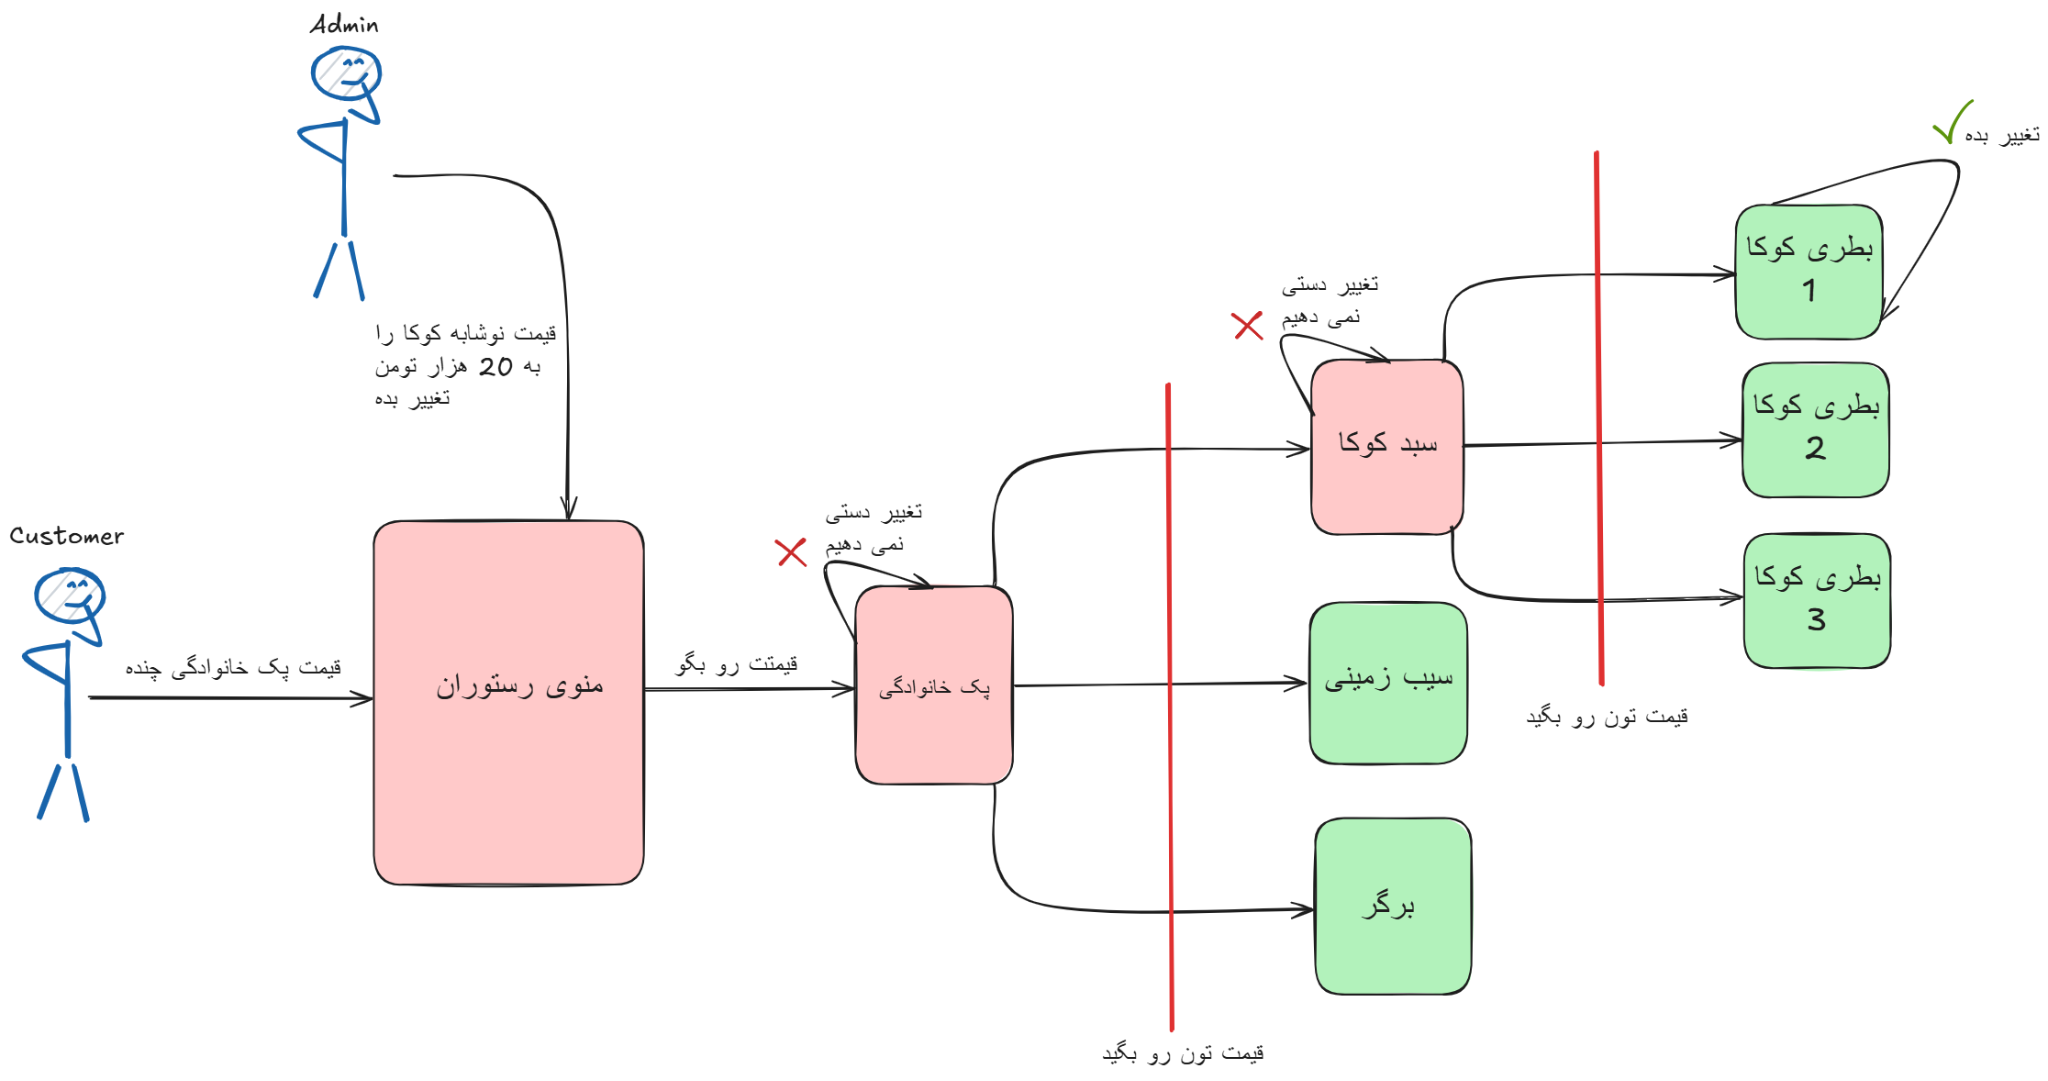 Admin
قیمت نوشابه کوکا را
به 20 هزار تومن
تغییر بده
Customer
قیمت پک خانوادگی چنده
منوی رستوران
قیمتت رو بگو
تغییر دستی
نمی دهیم
پک خانوادگی
قیمت تون رو بگید
تغییر دستی
نمی دهیم
سبد کوکا
سیب زمینی
برگر
قیمت تون رو بگید
تغییر بده
بطری کوکا
1
بطری کوکا
2
بطری کوکا
3